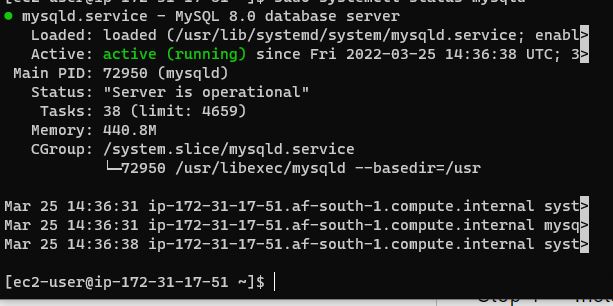 ● mysqld.service - MySQL 8.0 database server
Loaded: loaded (/usr/lib/systemd/system/mysqld.service; enabl>
Active: active (running) since Fri 2022-03-25 14:36:38 UTC; 3>
Main PID: 72950 (mysqld)
Status: "Server is operational"
Tasks: 38 (limit: 4659)
Memory: 440.8M
CGroup: /system.slice/mysqld.service
└─72950 /usr/libexec/mysqld --basedir=/usr
Mar 25 14:36:31 ip-172-31-17-51.af-south-1.compute.internal syst>
Mar 25 14:36:31 ip-172-31-17-51.af-south-1.compute.internal mysq>
Mar 25 14:36:38 ip-172-31-17-51.af-south-1.compute.internal syst>
[ec2-user@ip-172-31-17-51 ~]$